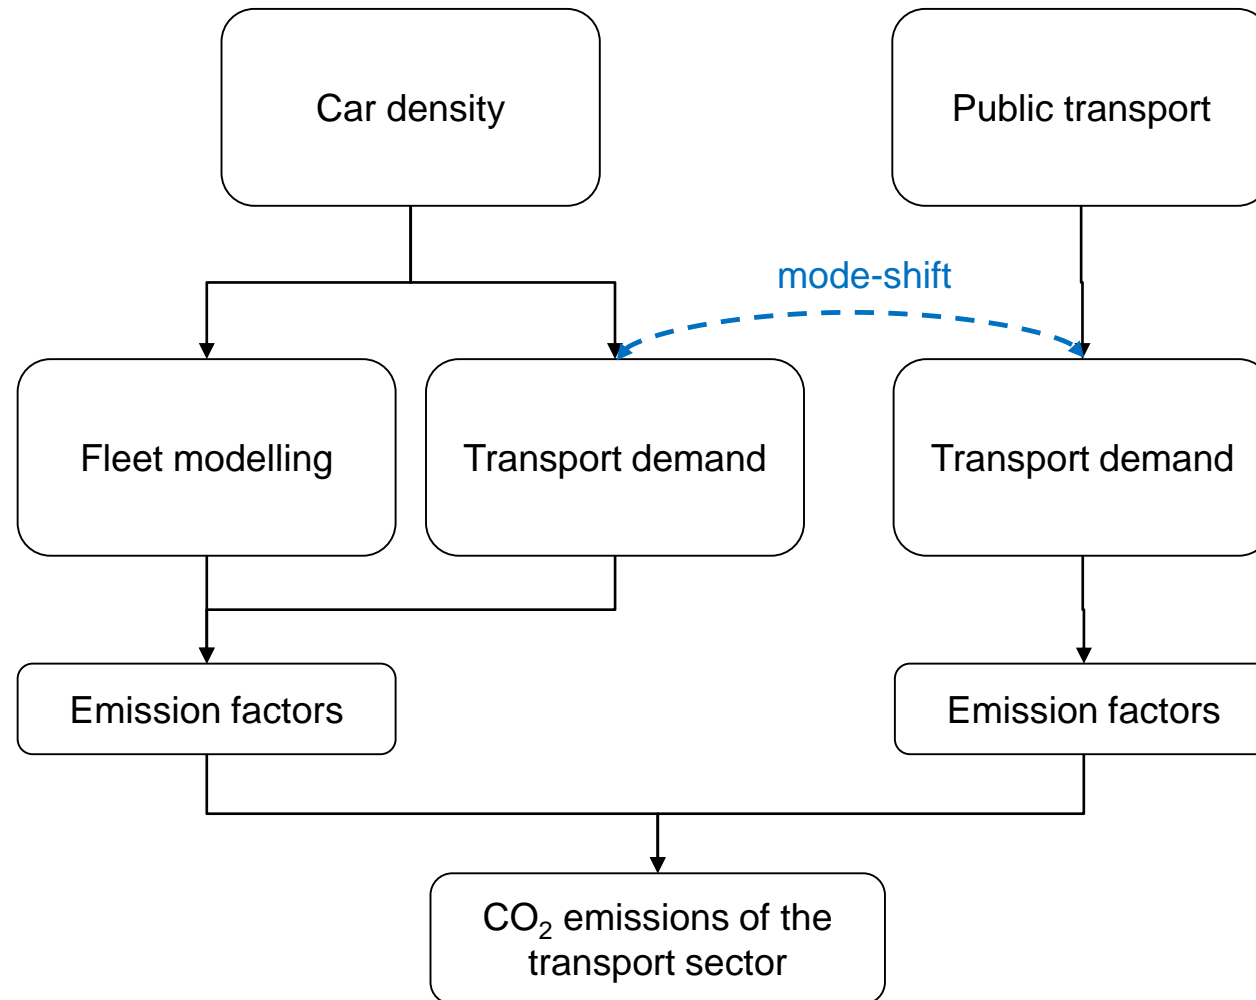 Car density
Public transport
mode-shift
Fleet modelling
Transport demand
Transport demand
Emission factors
Emission factors
CO₂ emissions of the
transport sector